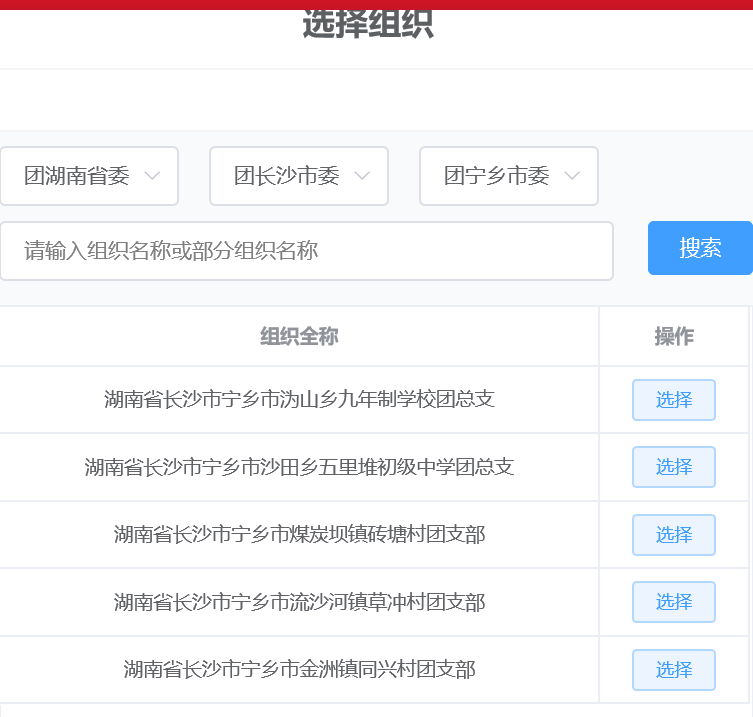 选择组织
团湖南省委 团长沙市委 团宁乡市委
请输入组织名称或部分组织名称 搜索
组织全称 操作
湖南省长沙市宁乡市沩山乡九年制学校团总支 选择
湖南省长沙市宁乡市沙田乡五里堆初级中学团总支 选择
湖南省长沙市宁乡市煤炭坝镇砖塘村团支部 选择
湖南省长沙市宁乡市流沙河镇草冲村团支部 选择
湖南省长沙市宁乡市金洲镇同兴村团支部 选择